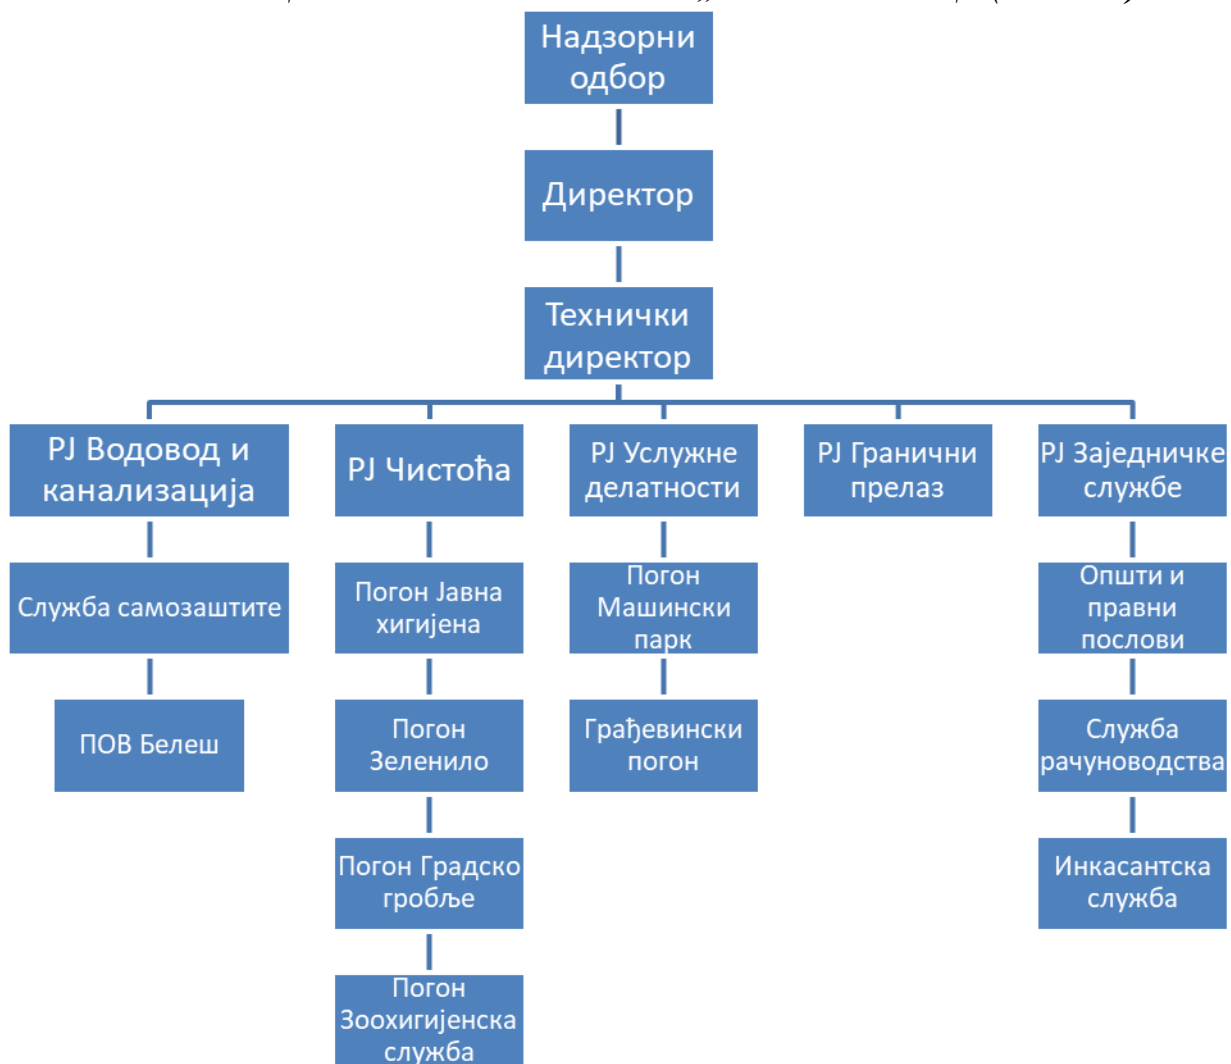 Надзорни
одбор
Директор
Технички
директор
РЈ Водовод и
канализација
РЈ Чистоћа
РЈ Услужне
делатности
РЈ Гранични
прелаз
РЈ Заједничке
службе
Служба самозаштите
Погон Јавна
хигијена
Погон
Машински
парк
Општи и
правни
послови
ПОВ Белеш
Погон
Зеленило
Грађевински
погон
Служба
рачуноводства
Погон Градско
гробље
Инкасантска
служба
Погон
Зоохигијенска
служба